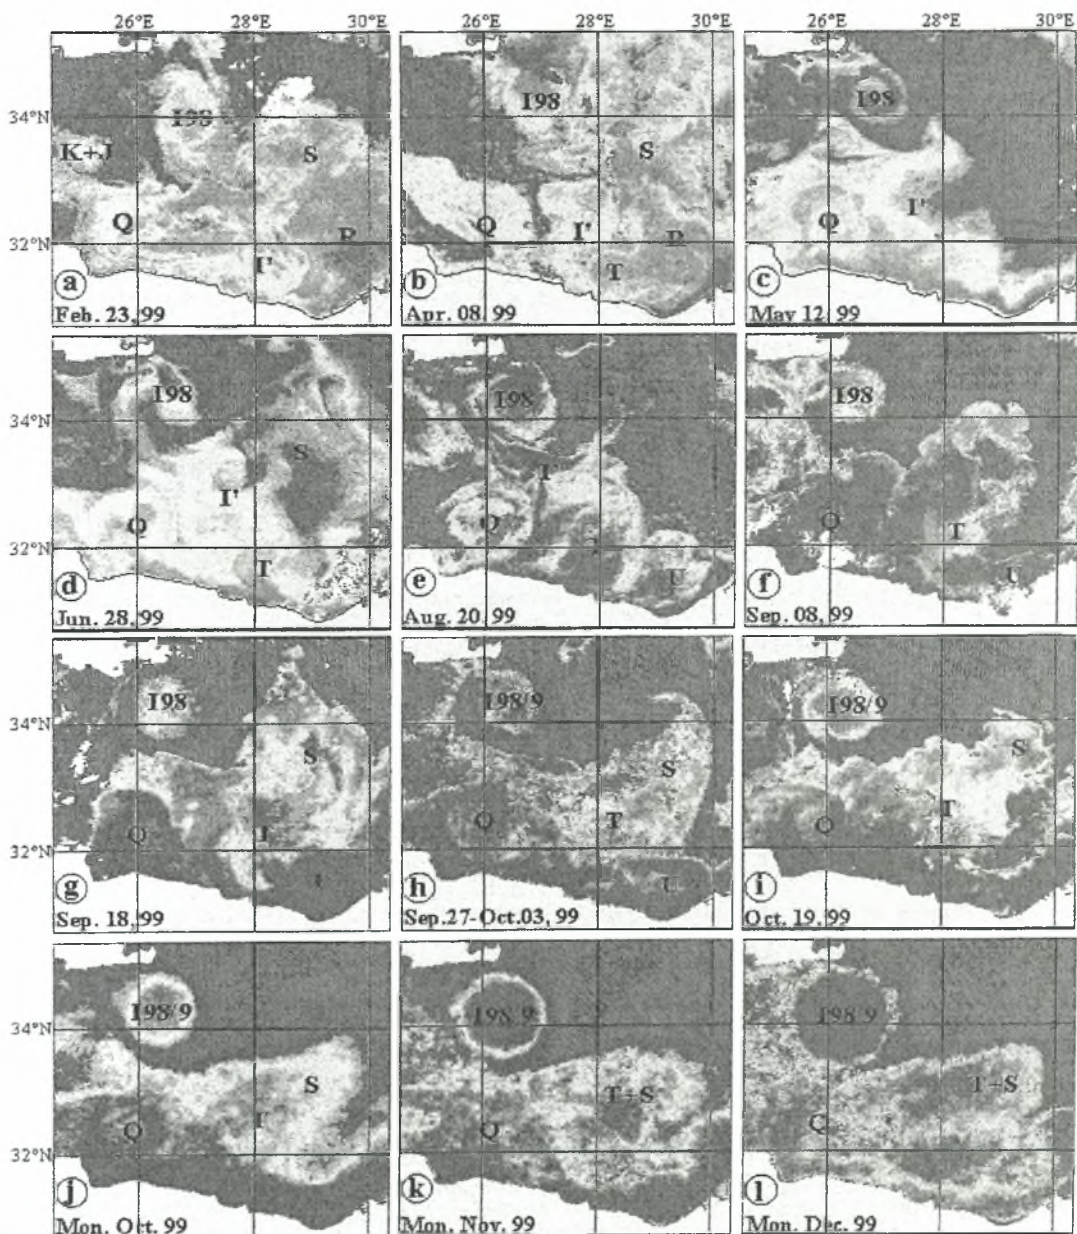 26°E 28°E 30°E 26°E 28°E 30°E 26°E 28°E 30°E
34°N
32°N
I98
K+J
S
Q
R
I'
a
Feb. 23, 99
I98
S
Q
I'
R
T
b
Apr. 08, 99
I98
I'
Q
c
May 12, 99
34°N
32°N
I98
S
I'
Q
T
d
Jun. 28, 99
I98
I'
Q
U
e
Aug. 20, 99
I98
Q
T
U
f
Sep. 08, 99
34°N
32°N
I98
S
Q
g
Sep. 18, 99
I98/9
S
Q
T
U
h
Sep.27-Oct.03, 99
I98/9
S
T
Q
i
Oct. 19, 99
34°N
32°N
I98/9
S
Q
j
Mon. Oct. 99
I98/9
T+S
Q
k
Mon. Nov. 99
I98/9
T+S
Q
l
Mon. Dec. 99